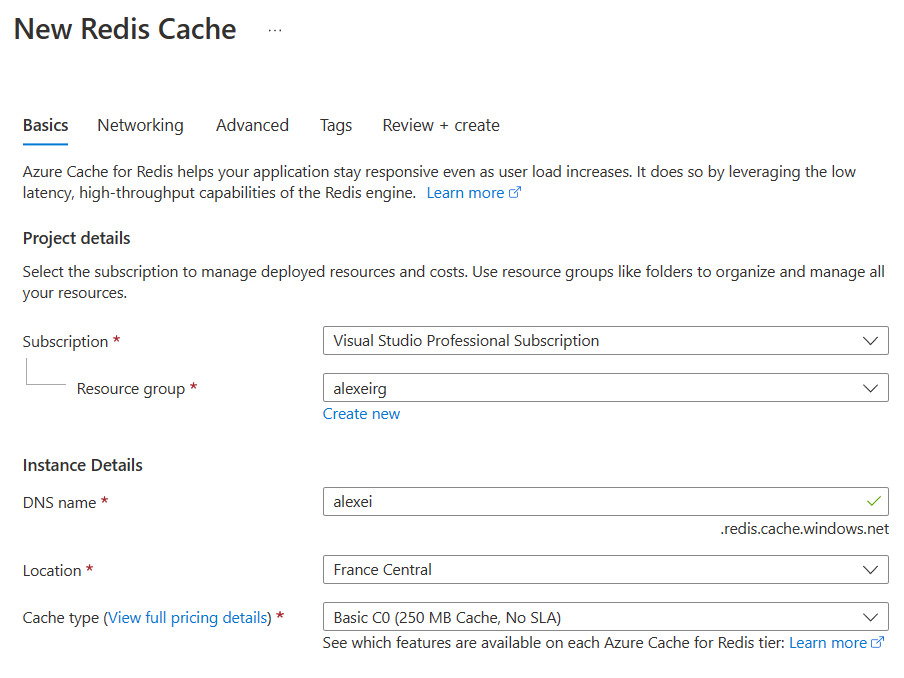 New Redis Cache ...
Basics Networking Advanced Tags Review + create
Azure Cache for Redis helps your application stay responsive even as user load increases. It does so by leveraging the low
latency, high-throughput capabilities of the Redis engine. Learn more
Project details
Select the subscription to manage deployed resources and costs. Use resource groups like folders to organize and manage all
your resources.
Subscription * Visual Studio Professional Subscription
Resource group * alexeirg
Create new
Instance Details
DNS name * alexei
.redis.cache.windows.net
Location * France Central
Cache type (View full pricing details) * Basic C0 (250 MB Cache, No SLA)
See which features are available on each Azure Cache for Redis tier: Learn more